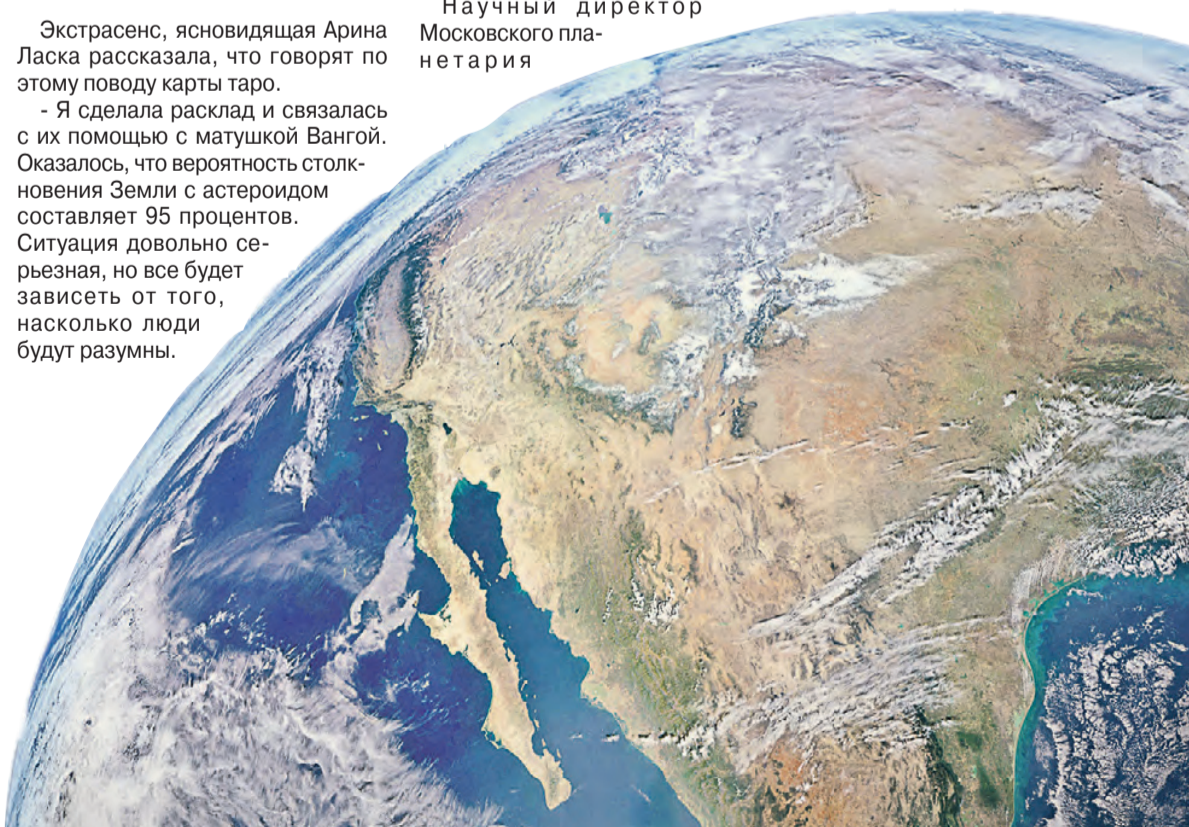 Экстрасенс, ясновидящая Арина
Ласка рассказала, что говорят по
этому поводу карты таро.
- Я сделала расклад и связалась
с их помощью с матушкой Вангой.
Оказалось, что вероятность столк-
новения Земли с астероидом
составляет 95 процентов.
Ситуация довольно се-
рьезная, но все будет
зависеть от того,
насколько люди
будут разумны.
Научный директор
Московского пла-
нетария